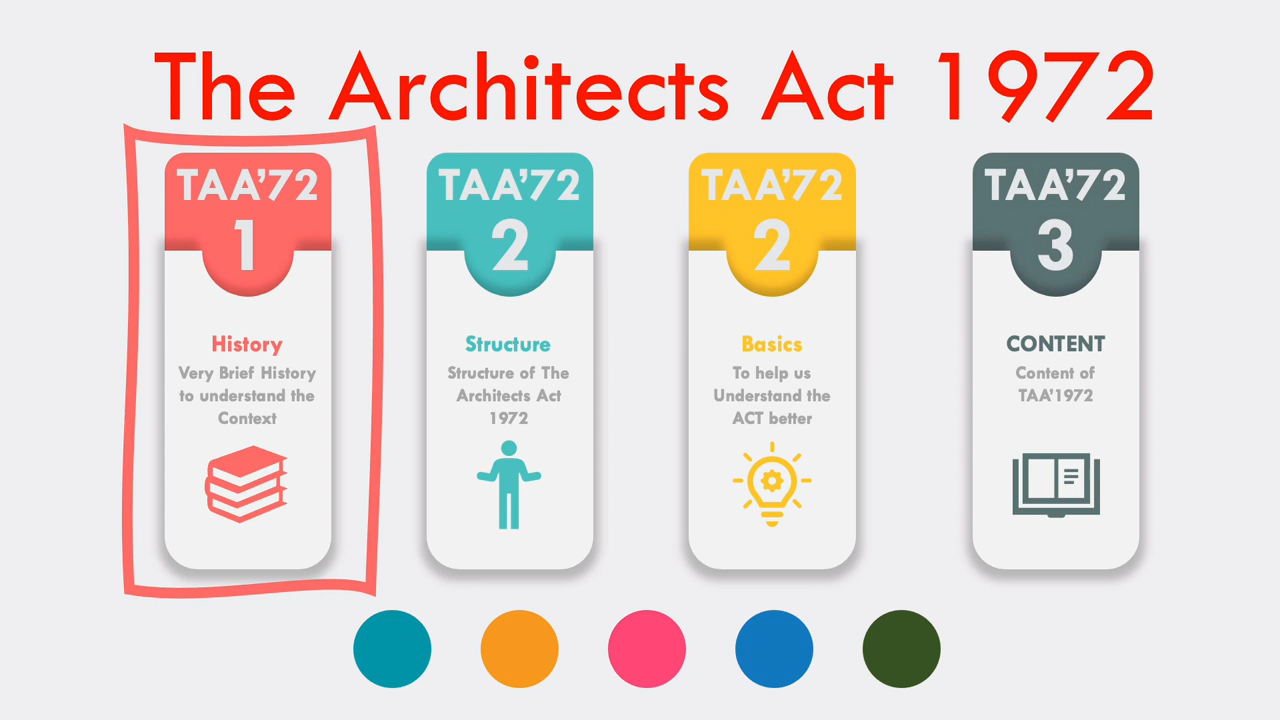 The Architects Act 1972
TAA’72
1
History
Very Brief History
to understand the
Context
TAA’72
2
Structure
Structure of The
Architects Act
1972
TAA’72
2
Basics
To help us
Understand the
ACT better
TAA’72
3
CONTENT
Content of
TAA’1972